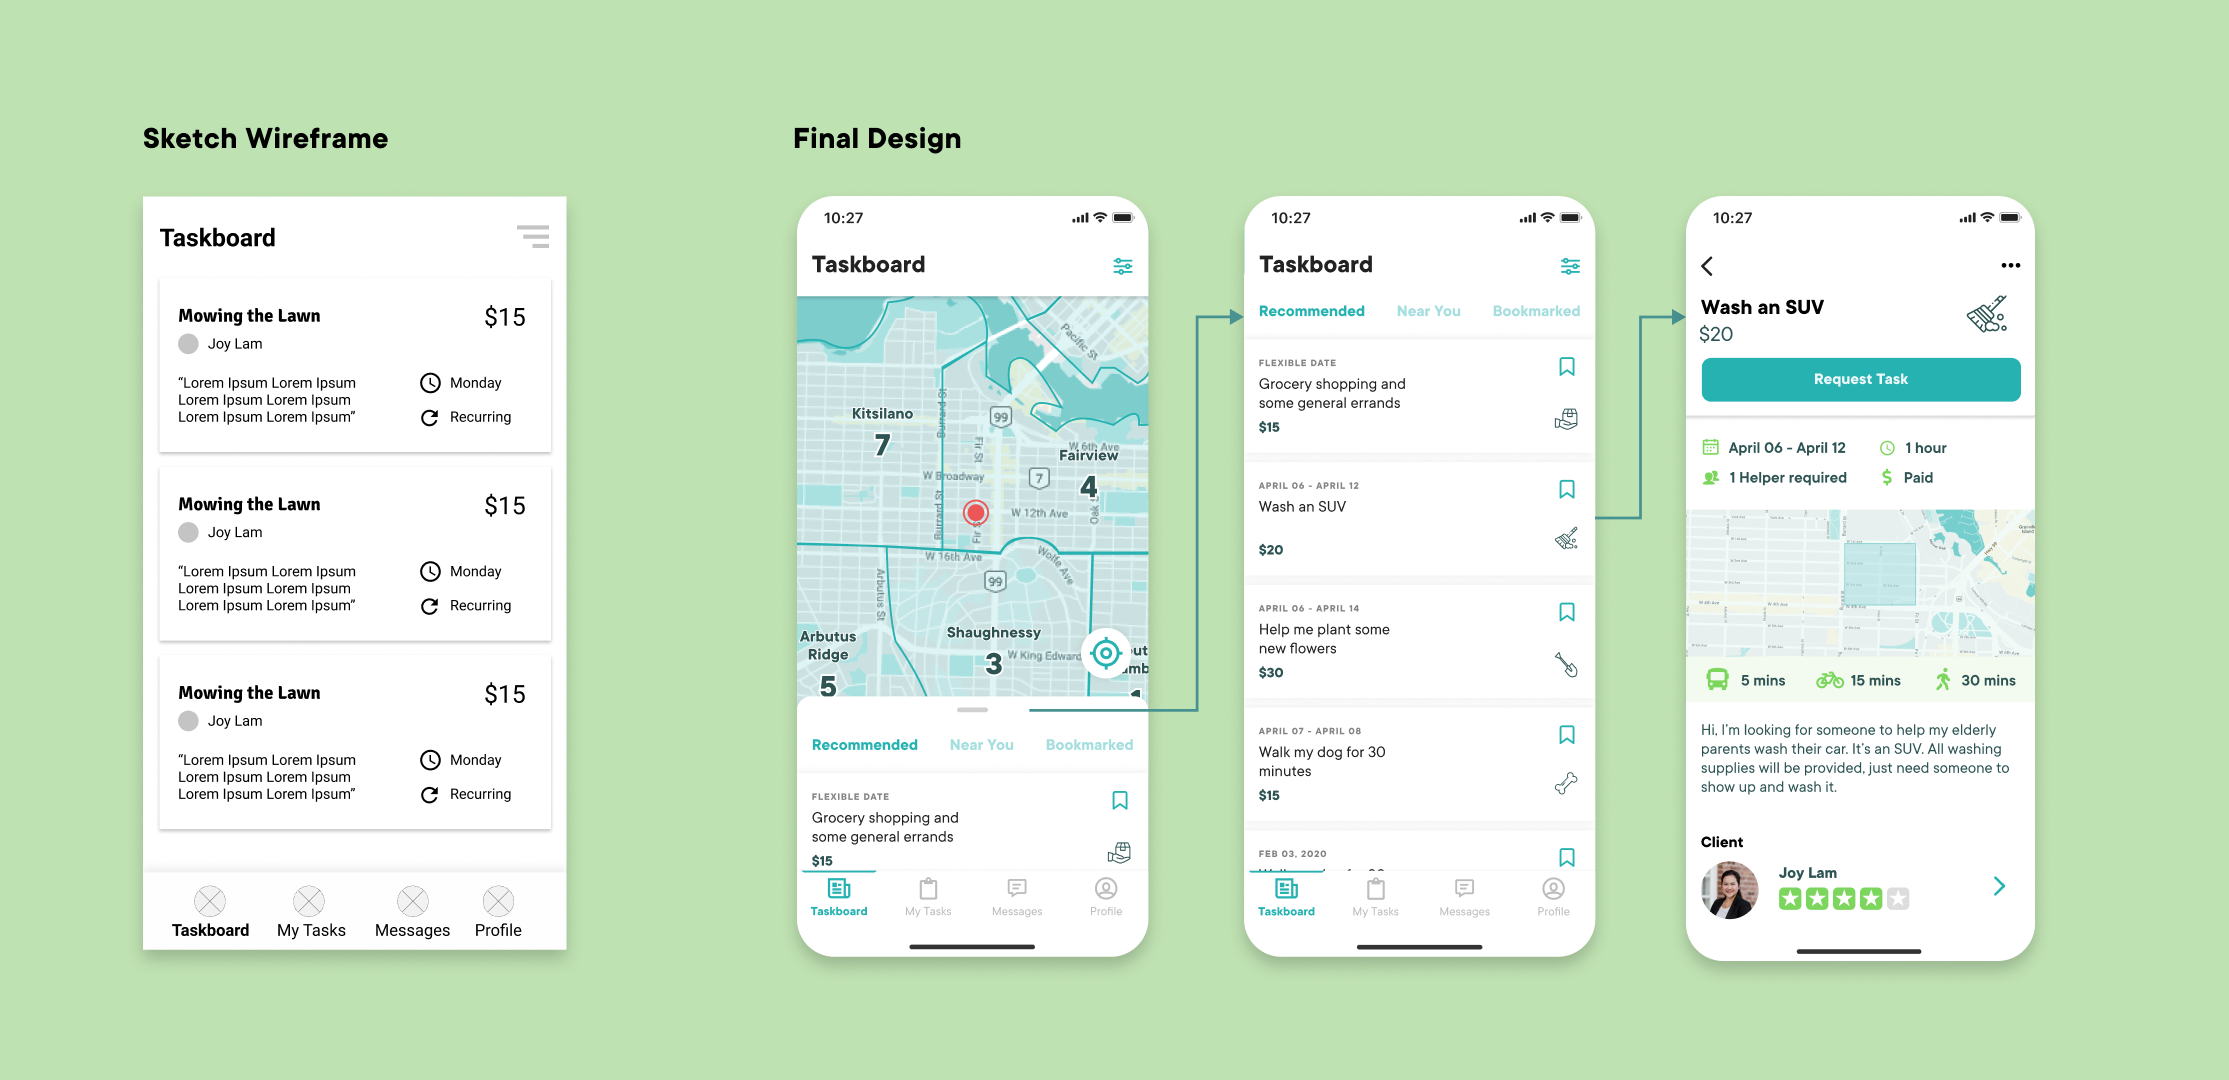 Sketch Wireframe
Taskboard
Mowing the Lawn
$15
Joy Lam
“Lorem Ipsum Lorem Ipsum
Lorem Ipsum Lorem Ipsum
Lorem Ipsum Lorem Ipsum”
Monday
Recurring
Mowing the Lawn
$15
Joy Lam
“Lorem Ipsum Lorem Ipsum
Lorem Ipsum Lorem Ipsum
Lorem Ipsum Lorem Ipsum”
Monday
Recurring
Mowing the Lawn
$15
Joy Lam
“Lorem Ipsum Lorem Ipsum
Lorem Ipsum Lorem Ipsum
Lorem Ipsum Lorem Ipsum”
Monday
Recurring
Taskboard
My Tasks
Messages
Profile
Final Design
10:27
Taskboard
Pacific St
Burrard St
Kitsilano
7
99
Fir St
W 6th Ave
Fairview
4
W Broadway
7
Burrard St
W 12th Ave
Oak
Fir S
W 16th Ave
Wolfe Ave
99
Arbutus St
Arbutus
Ridge
5
Shaughnessy
3
W King Edward
Recommended
Near You
Bookmarked
FLEXIBLE DATE
Grocery shopping and
some general errands
$15
Taskboard
My Tasks
Messages
Profile
10:27
Taskboard
Recommended
Near You
Bookmarked
FLEXIBLE DATE
Grocery shopping and
some general errands
$15
APRIL 06 - APRIL 12
Wash an SUV
$20
APRIL 06 - APRIL 14
Help me plant some
new flowers
$30
APRIL 07 - APRIL 08
Walk my dog for 30
minutes
$15
FEB 03, 2020
Taskboard
My Tasks
Messages
Profile
10:27
Wash an SUV
$20
Request Task
April 06 - April 12
1 hour
1 Helper required
Paid
5 mins
15 mins
30 mins
Hi, I’m looking for someone to help my elderly
parents wash their car. It’s an SUV. All washing
supplies will be provided, just need someone to
show up and wash it.
Client
Joy Lam